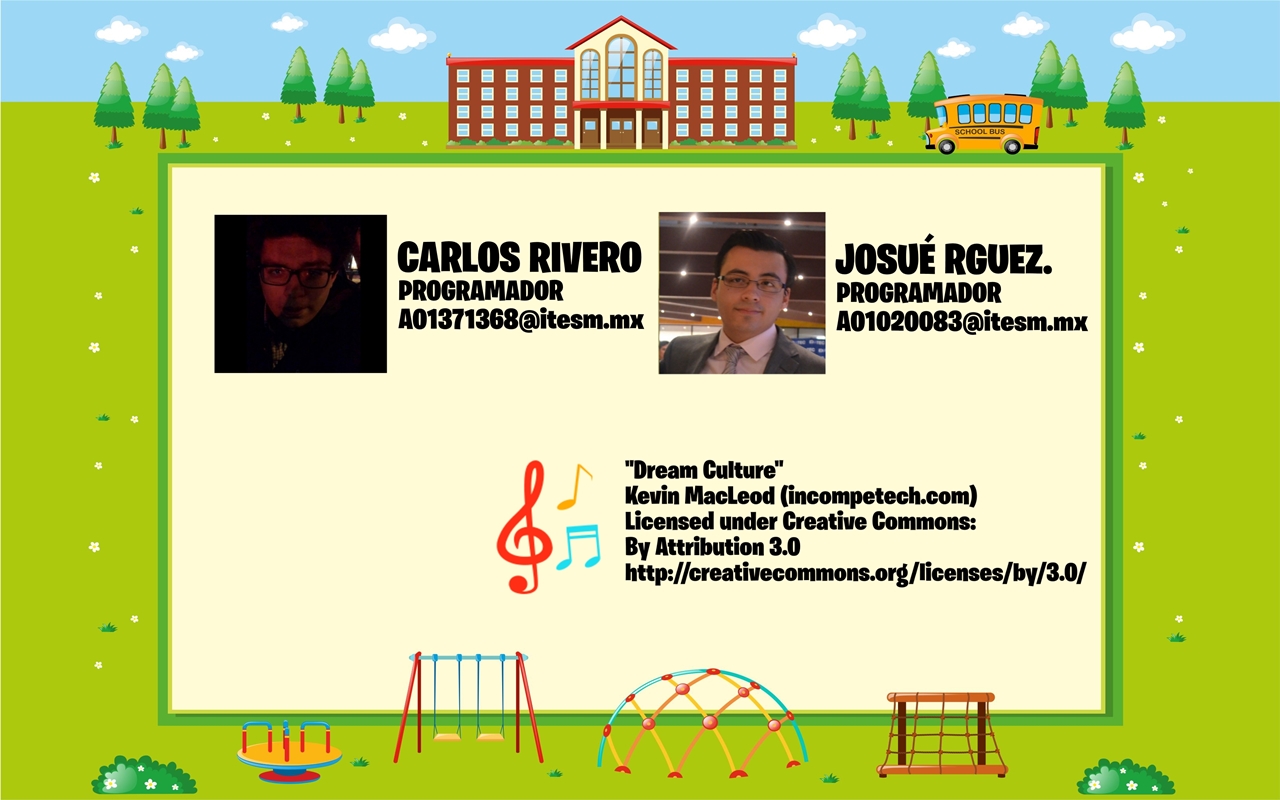 SCHOOL BUS
CARLOS RIVERO
PROGRAMADOR
A01371368@itesm.mx
JOSUÉ RGUEZ.
PROGRAMADOR
A01020083@itesm.mx
"Dream Culture"
Kevin MacLeod (incompetech.com)
Licensed under Creative Commons:
By Attribution 3.0
http://creativecommons.org/licenses/by/3.0/